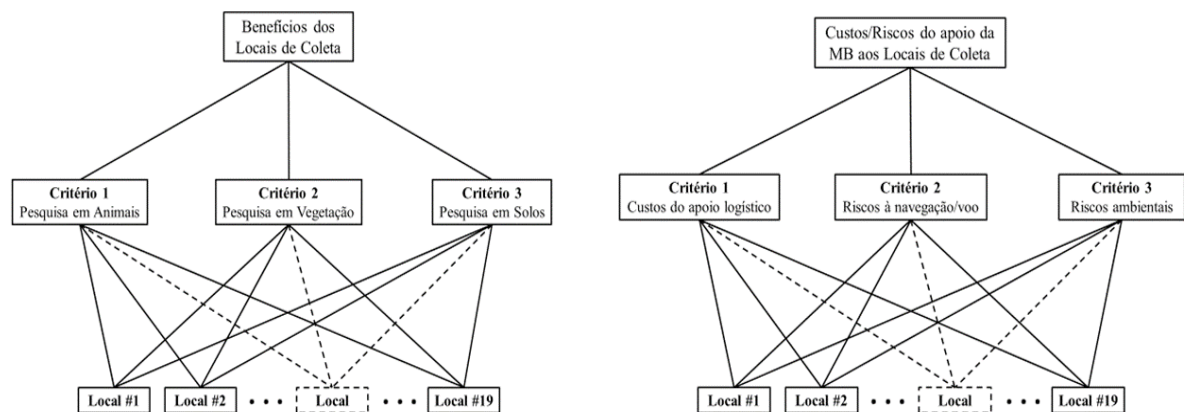 Benefícios dos
Locais de Coleta
Critério 1
Pesquisa em Animais
Critério 2
Pesquisa em Vegetação
Critério 3
Pesquisa em Solos
Local #1
Local #2
• • •
Local
• • •
Local #19
Custos/Riscos do apoio da
MB aos Locais de Coleta
Critério 1
Custos do apoio logístico
Critério 2
Riscos à navegação/voo
Critério 3
Riscos ambientais
Local #1
Local #2
• • •
Local
• • •
Local #19